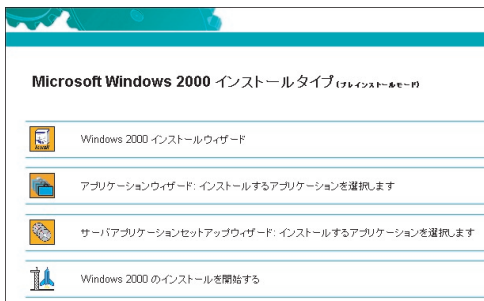 Microsoft Windows 2000 インストールタイプ(プレインストールモード)
Windows 2000 インストールウィザード
アプリケーションウィザード: インストールするアプリケーションを選択します
サーバアプリケーションセットアップウィザード: インストールするアプリケーションを選択します
Windows 2000 のインストールを開始する